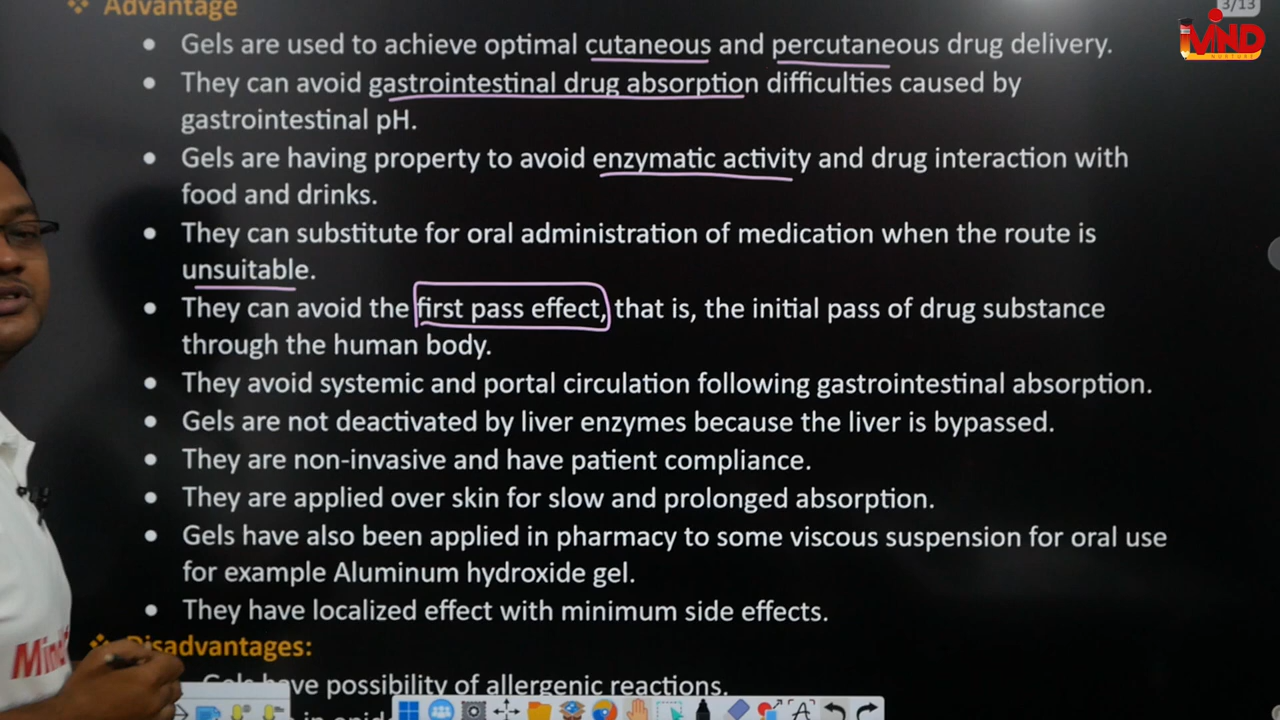 Advantage
3/13
MIND
NURTURE
Gels are used to achieve optimal cutaneous and percutaneous drug delivery.
They can avoid gastrointestinal drug absorption difficulties caused by
gastrointestinal pH.
Gels are having property to avoid enzymatic activity and drug interaction with
food and drinks.
They can substitute for oral administration of medication when the route is
unsuitable.
They can avoid the first pass effect, that is, the initial pass of drug substance
through the human body.
They avoid systemic and portal circulation following gastrointestinal absorption.
Gels are not deactivated by liver enzymes because the liver is bypassed.
They are non-invasive and have patient compliance.
They are applied over skin for slow and prolonged absorption.
Gels have also been applied in pharmacy to some viscous suspension for oral use
for example Aluminum hydroxide gel.
They have localized effect with minimum side effects.
Disadvantages:
Gels have possibility of allergenic reactions.
in